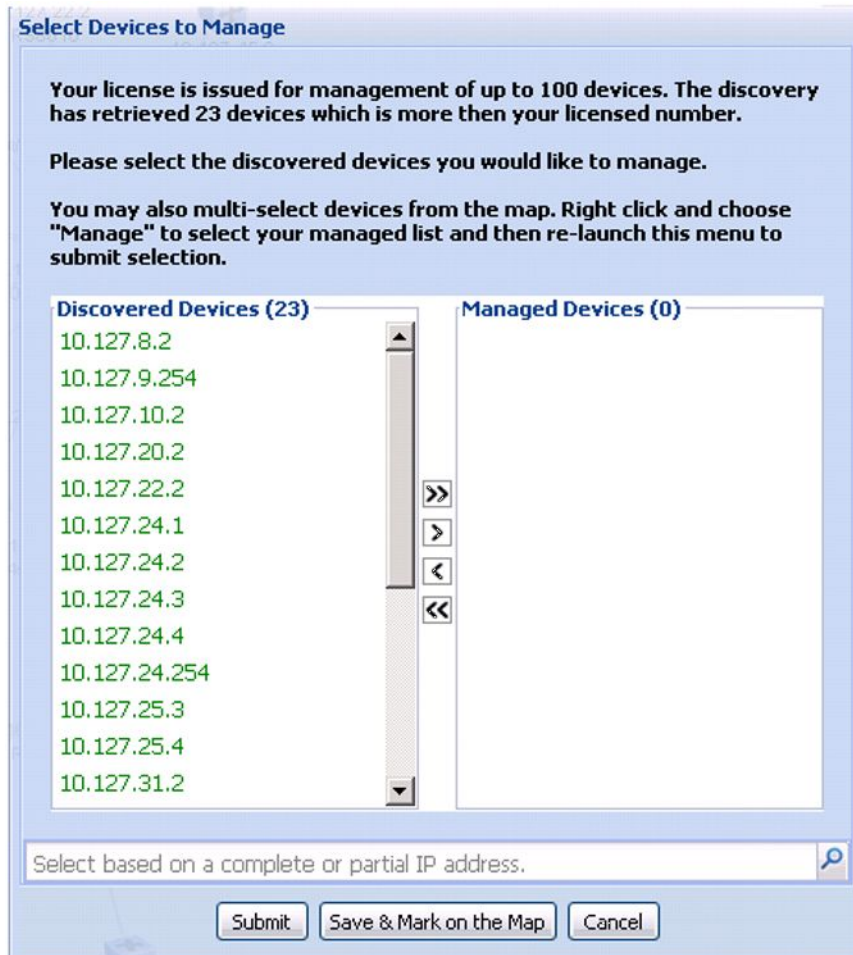 Select Devices to Manage
Your license is issued for management of up to 100 devices. The discovery
has retrieved 23 devices which is more then your licensed number.
Please select the discovered devices you would like to manage.
You may also multi-select devices from the map. Right click and choose
"Manage" to select your managed list and then re-launch this menu to
submit selection.
Discovered Devices (23)
10.127.8.2
10.127.9.254
10.127.10.2
10.127.20.2
10.127.22.2
10.127.24.1
10.127.24.2
10.127.24.3
10.127.24.4
10.127.24.254
10.127.25.3
10.127.25.4
10.127.31.2
Managed Devices (0)
>>
>
<
<<
Select based on a complete or partial IP address.
Submit
Save & Mark on the Map
Cancel